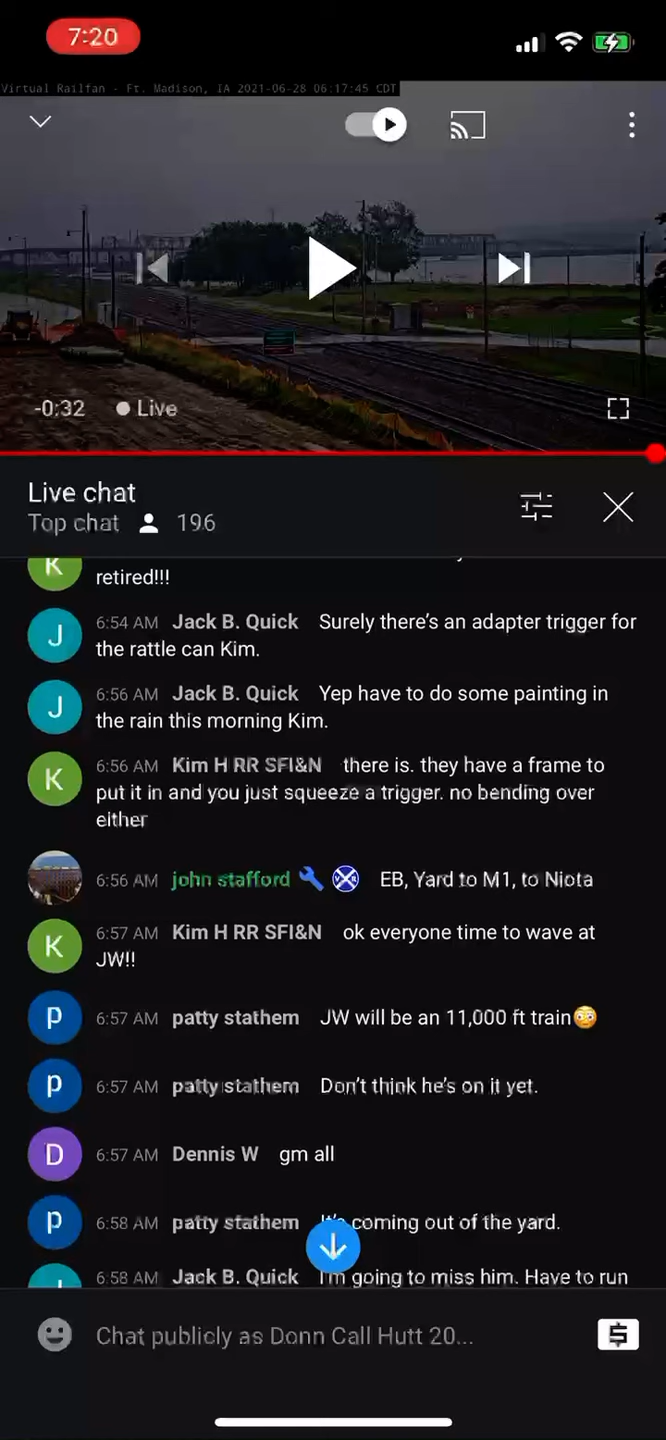 7:20
Virtual Railfan - Ft. Madison, IA 2021-06-28 06:17:45 CDT
-0:32 Live
Live chat
Top chat 196
K
retired!!!
J 6:54 AM Jack B. Quick Surely there's an adapter trigger for
the rattle can Kim.
J 6:56 AM Jack B. Quick Yep have to do some painting in
the rain this morning Kim.
K 6:56 AM Kim H RR SFI&N there is. they have a frame to
put it in and you just squeeze a trigger. no bending over
either
6:56 AM john stafford EB, Yard to M1, to Niota
K 6:57 AM Kim H RR SFI&N ok everyone time to wave at
JW!!
p 6:57 AM patty stathem JW will be an 11,000 ft train😳
p 6:57 AM patty stathem Don't think he's on it yet.
D 6:57 AM Dennis W gm all
p 6:58 AM patty stathem It's coming out of the yard.
6:58 AM Jack B. Quick I'm going to miss him. Have to run
Chat publicly as Donn Call Hutt 20...